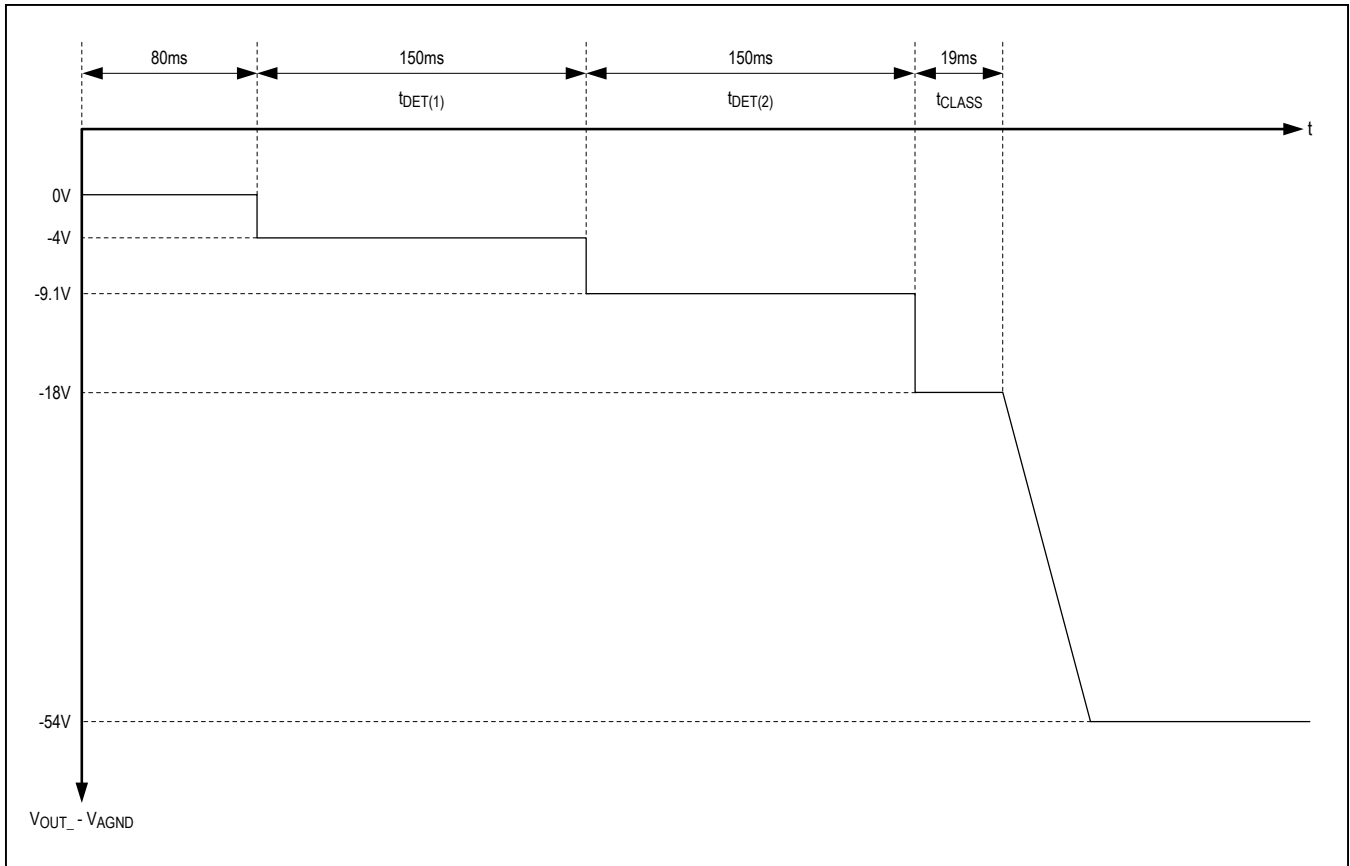 80ms 150ms 150ms 19ms
tDET(1) tDET(2) tCLASS
t
0V
-4V
-9.1V
-18V
-54V
VOUT_ - VAGND